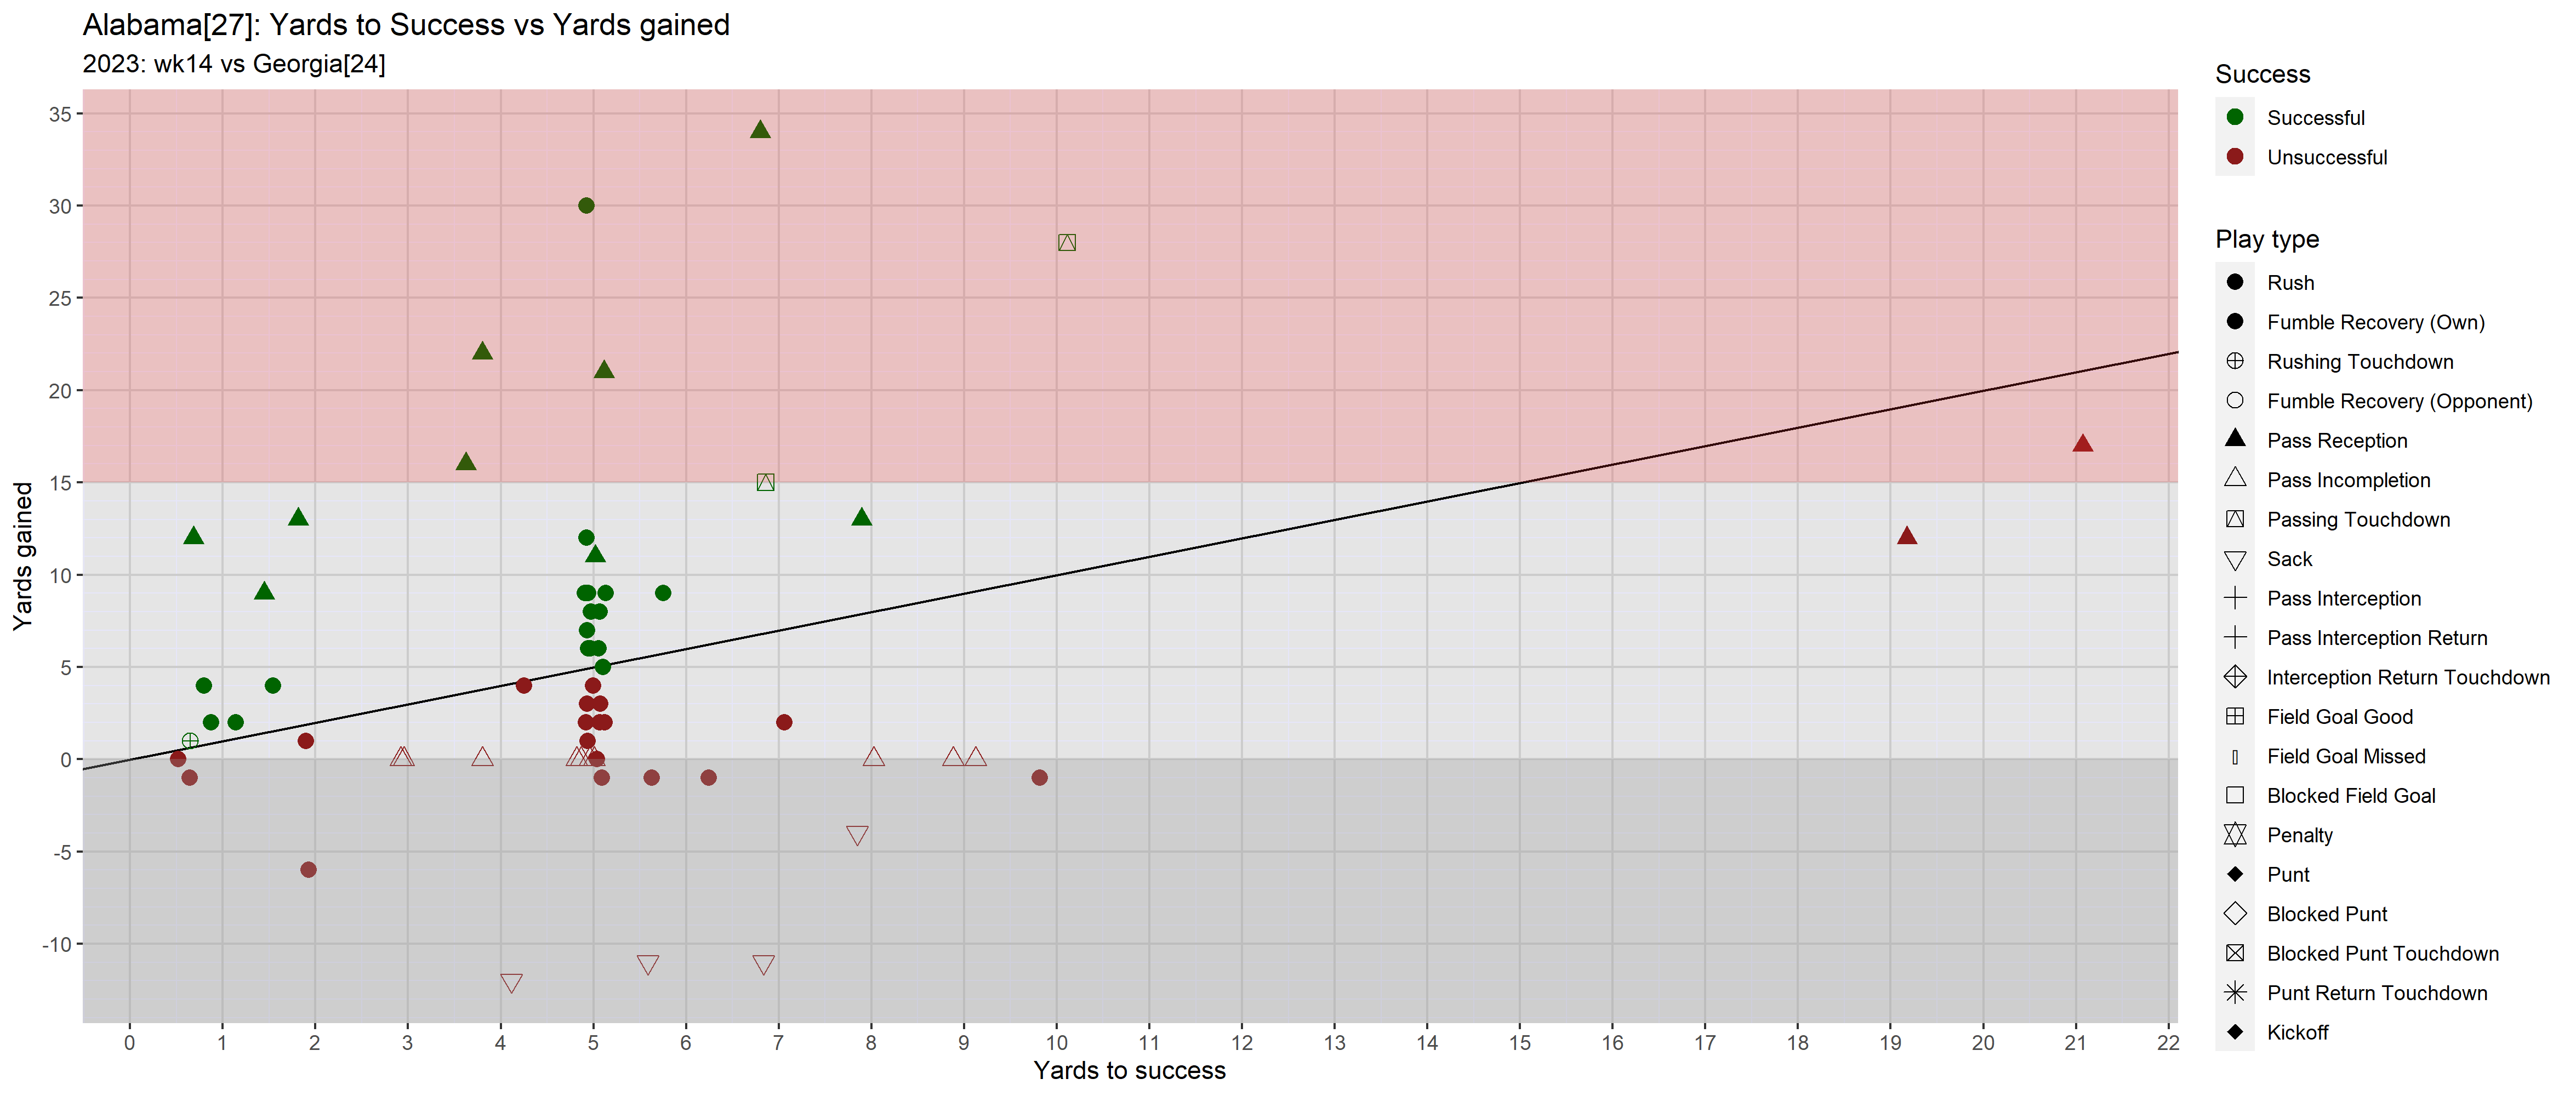 Alabama[27]: Yards to Success vs Yards gained
2023: wk14 vs Georgia[24]
Yards gained
35
30
25
20
15
10
5
0
-5
-10
0 1 2 3 4 5 6 7 8 9 10 11 12 13 14 15 16 17 18 19 20 21 22
Yards to success
Success
Successful
Unsuccessful
Play type
Rush
Fumble Recovery (Own)
Rushing Touchdown
Fumble Recovery (Opponent)
Pass Reception
Pass Incompletion
Passing Touchdown
Sack
Pass Interception
Pass Interception Return
Interception Return Touchdown
Field Goal Good
Field Goal Missed
Blocked Field Goal
Penalty
Punt
Blocked Punt
Blocked Punt Touchdown
Punt Return Touchdown
Kickoff